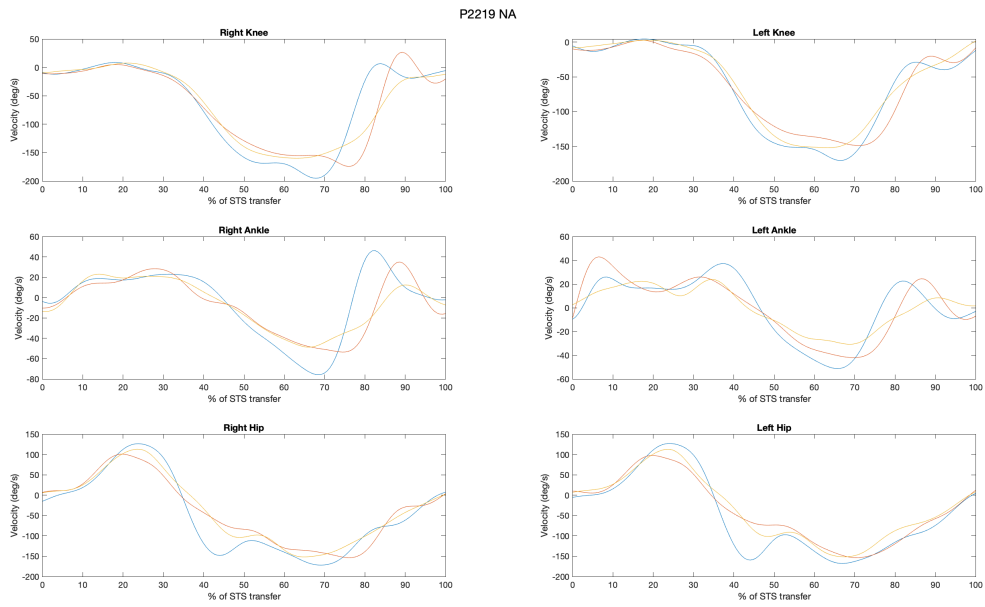 P2219 NA
Right Knee
Velocity (deg/s)
50
0
-50
-100
-150
-200
0 10 20 30 40 50 60 70 80 90 100
% of STS transfer
Left Knee
Velocity (deg/s)
0
-50
-100
-150
-200
0 10 20 30 40 50 60 70 80 90 100
% of STS transfer
Right Ankle
Velocity (deg/s)
60
40
20
0
-20
-40
-60
-80
0 10 20 30 40 50 60 70 80 90 100
% of STS transfer
Left Ankle
Velocity (deg/s)
60
40
20
0
-20
-40
-60
0 10 20 30 40 50 60 70 80 90 100
% of STS transfer
Right Hip
Velocity (deg/s)
150
100
50
0
-50
-100
-150
-200
0 10 20 30 40 50 60 70 80 90 100
% of STS transfer
Left Hip
Velocity (deg/s)
150
100
50
0
-50
-100
-150
-200
0 10 20 30 40 50 60 70 80 90 100
% of STS transfer